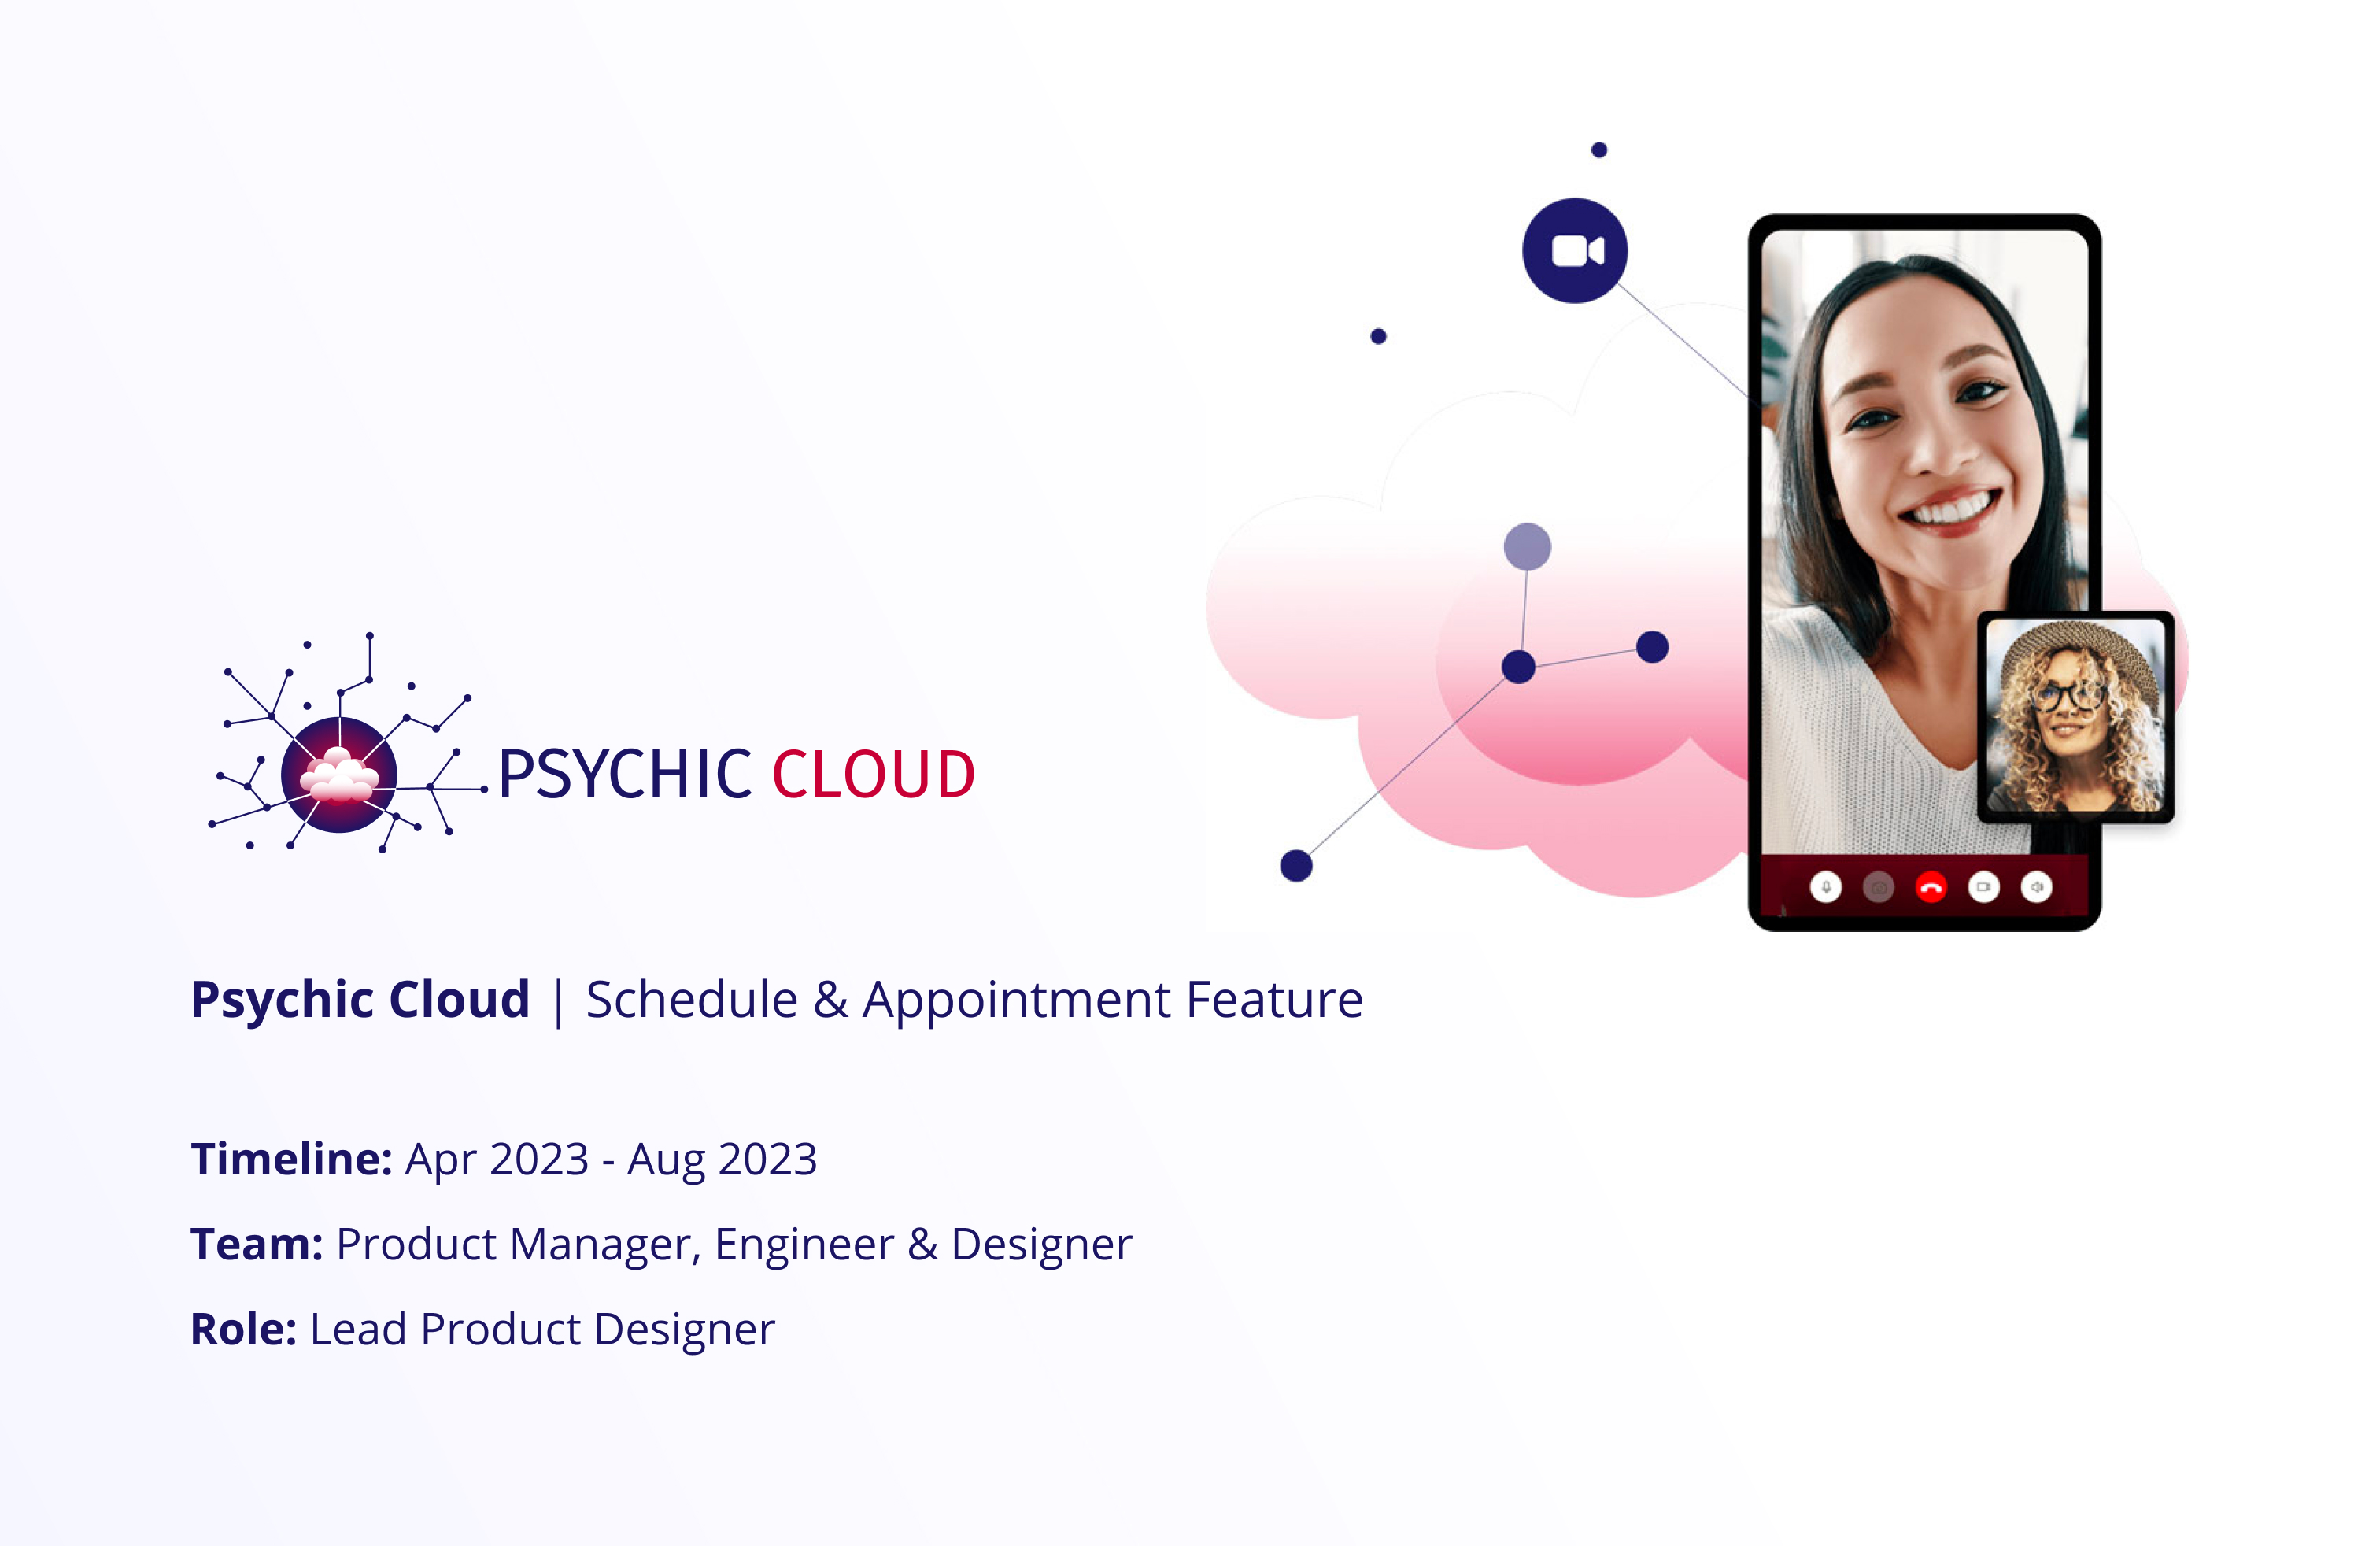 PSYCHIC CLOUD
Psychic Cloud | Schedule & Appointment Feature
Timeline: Apr 2023 - Aug 2023
Team: Product Manager, Engineer & Designer
Role: Lead Product Designer